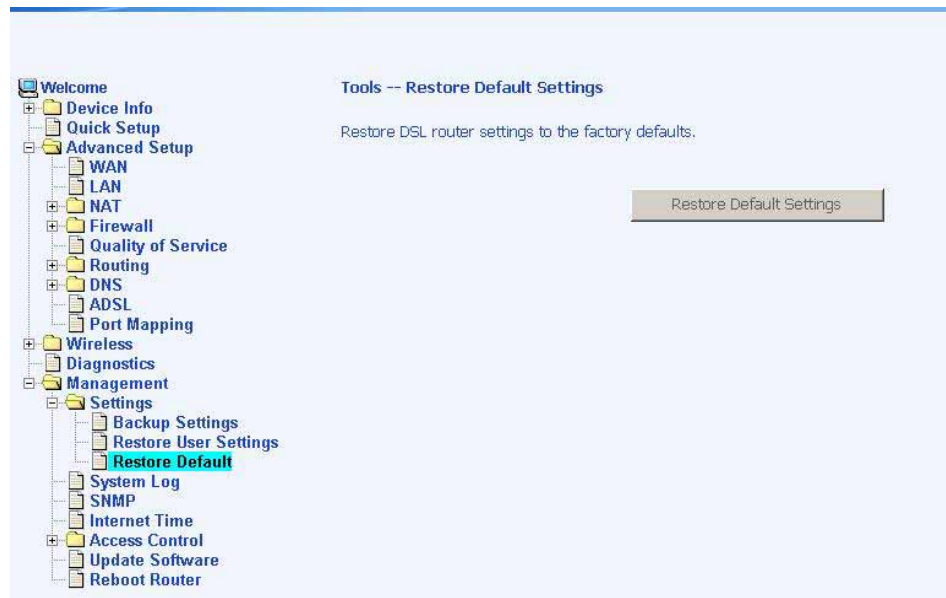 Welcome
Device Info
Quick Setup
Advanced Setup
WAN
LAN
NAT
Firewall
Quality of Service
Routing
DNS
ADSL
Port Mapping
Wireless
Diagnostics
Management
Settings
Backup Settings
Restore User Settings
Restore Default
System Log
SNMP
Internet Time
Access Control
Update Software
Reboot Router
Tools -- Restore Default Settings
Restore DSL router settings to the factory defaults.
Restore Default Settings